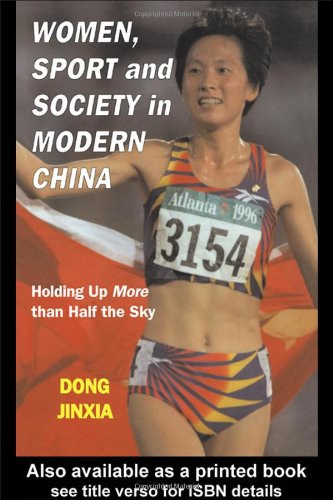 WOMEN,
SPORT and
SOCIETY in
MODERN
CHINA
Atlanta 1996
3154
Holding Up More
than Half the Sky
DONG
JINXIA
Also available as a printed book
see title verso for ISBN details